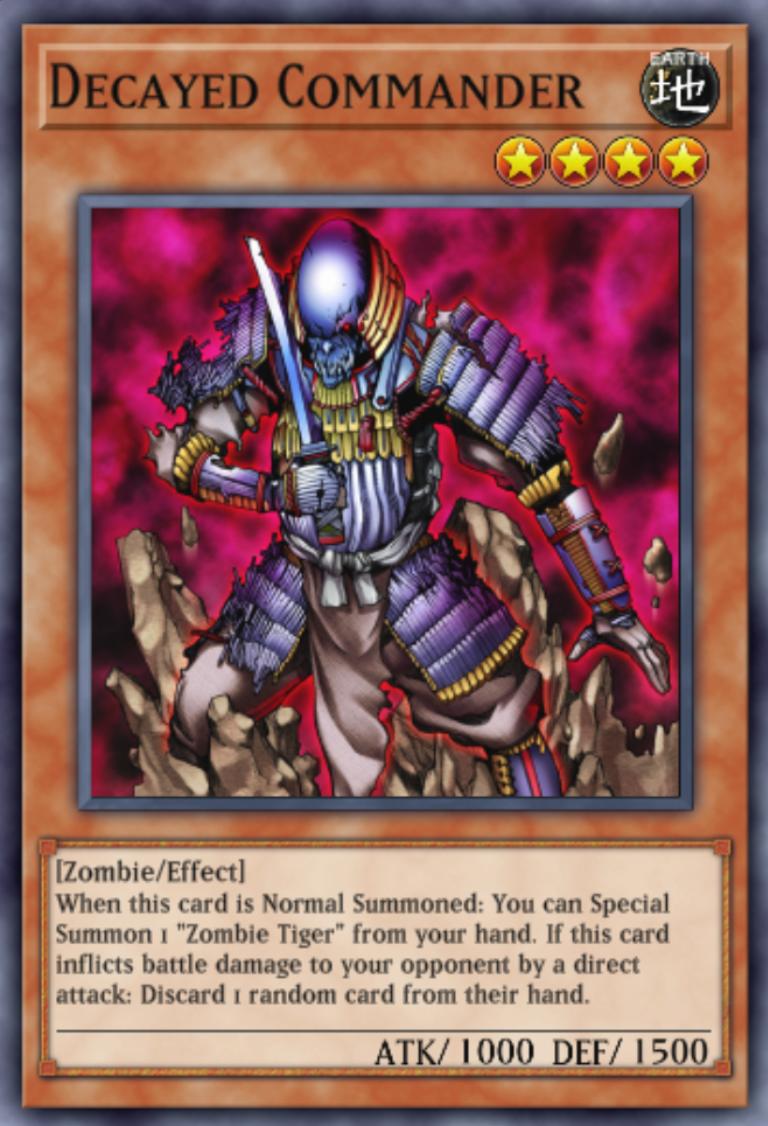 Decayed Commander
EARTH
地
[Zombie/Effect]
When this card is Normal Summoned: You can Special
Summon 1 "Zombie Tiger" from your hand. If this card
inflicts battle damage to your opponent by a direct
attack: Discard 1 random card from their hand.
ATK/ 1000 DEF/ 1500